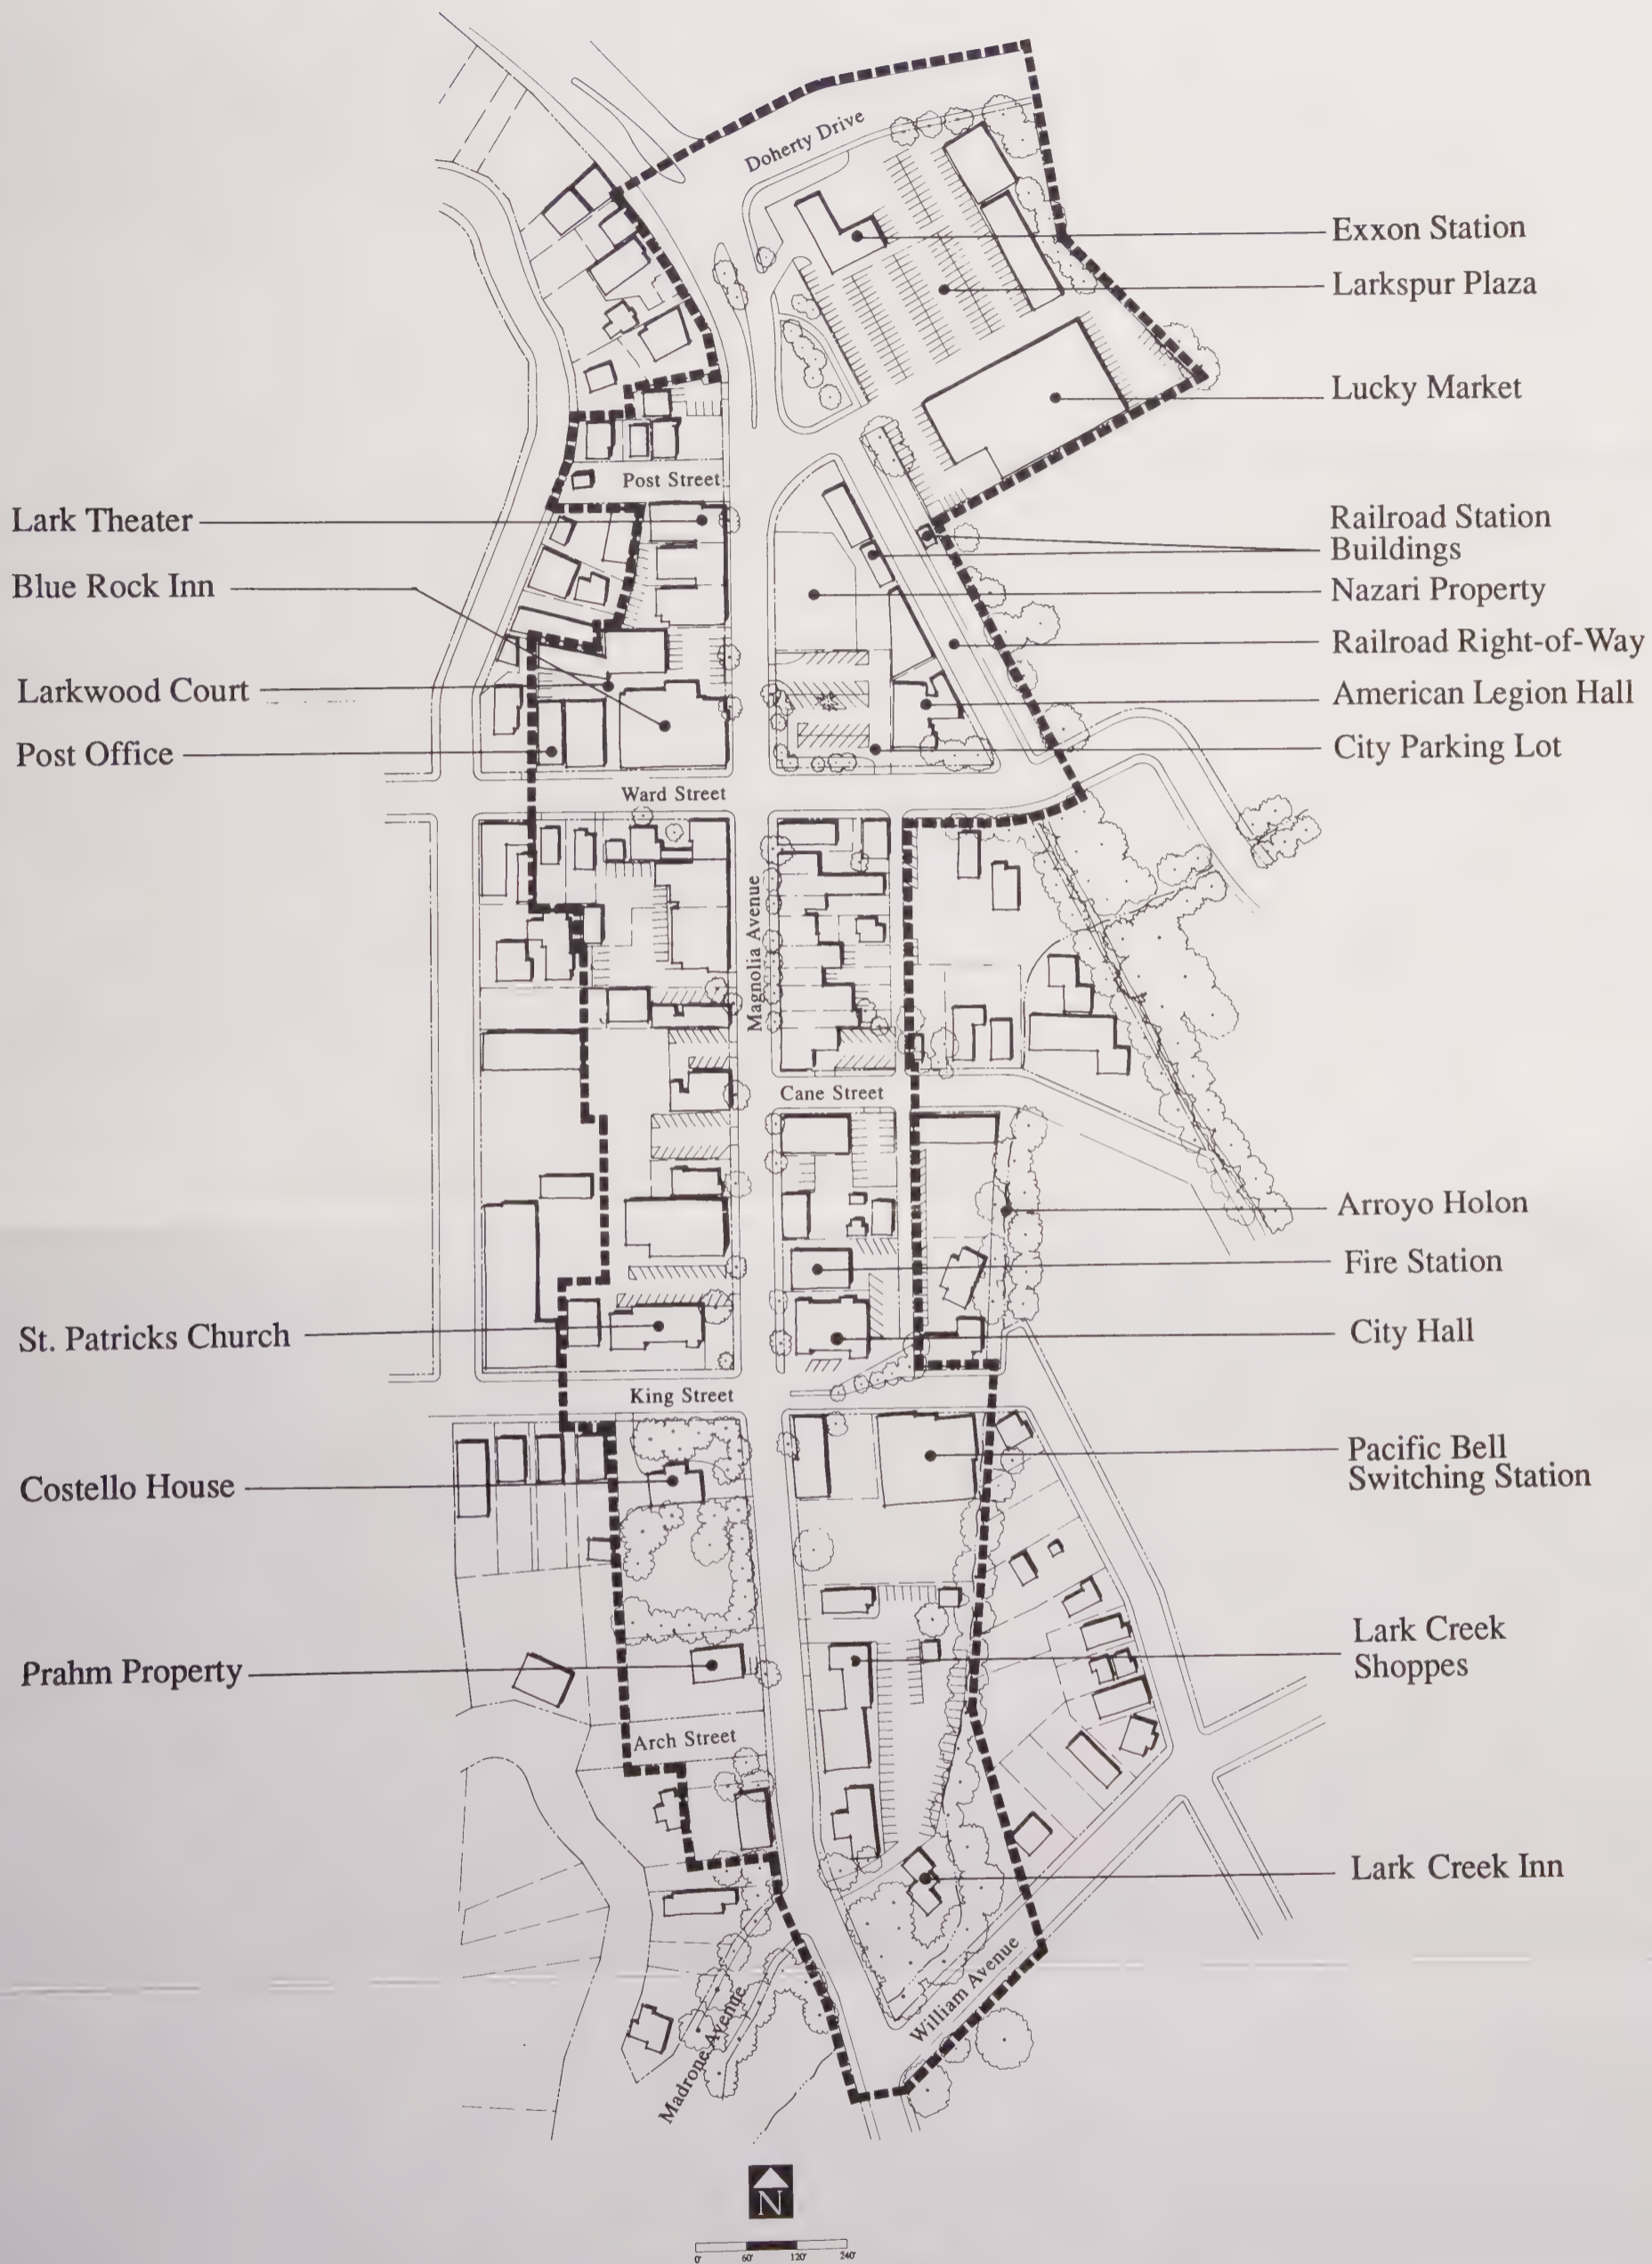 Doherty Drive
Exxon Station
Larkspur Plaza
Lucky Market
Post Street
Lark Theater
Railroad Station
Buildings
Blue Rock Inn
Nazari Property
Railroad Right-of-Way
Larkwood Court
American Legion Hall
Post Office
City Parking Lot
Ward Street
Magnolia Avenue
Cane Street
Arroyo Holon
Fire Station
St. Patricks Church
City Hall
King Street
Pacific Bell
Switching Station
Costello House
Lark Creek
Shoppes
Prahm Property
Arch Street
Lark Creek Inn
William Avenue
Madrone Avenue
N
0' 60' 120' 240'